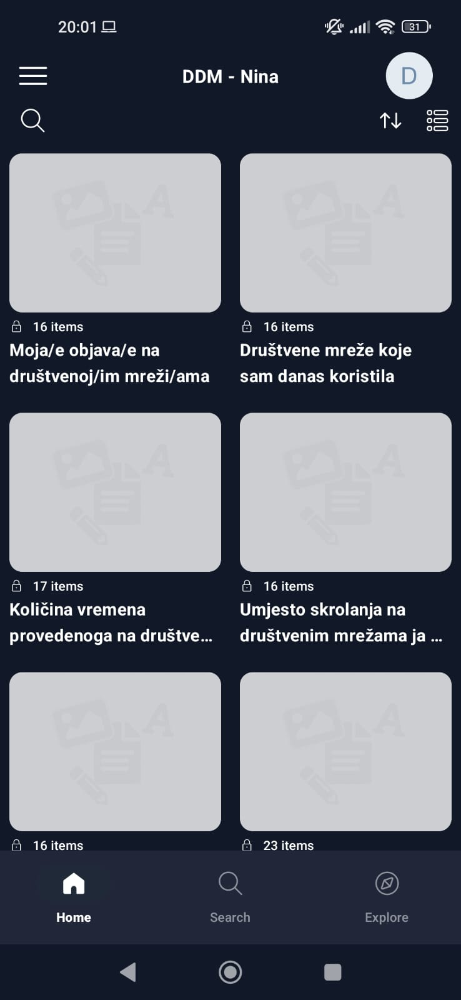 20:01
31
DDM - Nina
D
16 items
Moja/e objava/e na
društvenoj/im mreži/ama
16 items
Društvene mreže koje
sam danas koristila
17 items
Količina vremena
provedenoga na društve...
16 items
Umjesto skrolanja na
društvenim mrežama ja ...
16 items
23 items
Home
Search
Explore